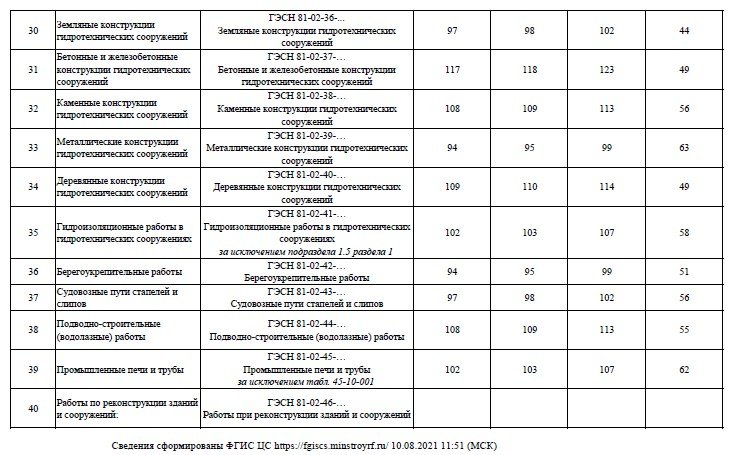 30
Земляные конструкции
гидротехнических сооружений
ГЭСН 81-02-36-...
Земляные конструкции гидротехнических
сооружений
97
98
102
44
31
Бетонные и железобетонные
конструкции гидротехнических
сооружений
ГЭСН 81-02-37-…
Бетонные и железобетонные конструкции
гидротехнических сооружений
117
118
123
49
32
Каменные конструкции
гидротехнических сооружений
ГЭСН 81-02-38-…
Каменные конструкции гидротехнических
сооружений
108
109
113
56
33
Металлические конструкции
гидротехнических сооружений
ГЭСН 81-02-39-…
Металлические конструкции гидротехнических
сооружений
94
95
99
63
34
Деревянные конструкции
гидротехнических сооружений
ГЭСН 81-02-40-…
Деревянные конструкции гидротехнических
сооружений
109
110
114
49
35
Гидроизоляционные работы в
гидротехнических сооружениях
ГЭСН 81-02-41-…
Гидроизоляционные работы в гидротехнических
сооружениях
за исключением подраздела 1.5 раздела 1
102
103
107
58
36
Берегоукрепительные работы
ГЭСН 81-02-42-…
Берегоукрепительные работы
94
95
99
51
37
Судовозные пути стапелей и
слипов
ГЭСН 81-02-43-…
Судовозные пути стапелей и слипов
97
98
102
56
38
Подводно-строительные
(водолазные) работы
ГЭСН 81-02-44-…
Подводно-строительные (водолазные) работы
108
109
113
55
39
Промышленные печи и трубы
ГЭСН 81-02-45-…
Промышленные печи и трубы
за исключением табл. 45-10-001
102
103
107
62
40
Работы по реконструкции зданий
и сооружений:
ГЭСН 81-02-46-…
Работы при реконструкции зданий и сооружений
Сведения сформированы ФГИС ЦС https://fgiscs.minstroyrf.ru/ 10.08.2021 11:51 (МСК)